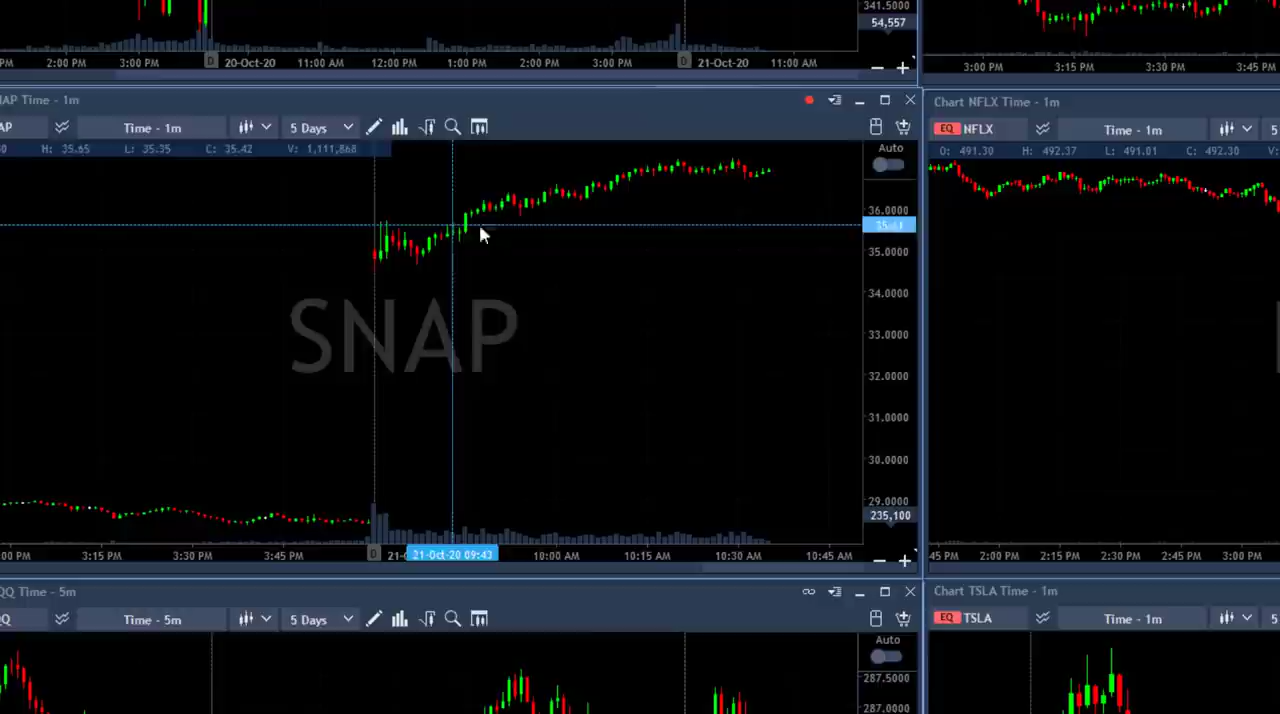 341.5000
54,557
PM 2:00 PM 3:00 PM D 20-Oct-20 11:00 AM 12:00 PM 1:00 PM 2:00 PM 3:00 PM D 21-Oct-20 11:00 AM
3:00 PM 3:15 PM 3:30 PM 3:45 PM
AP Time - 1m
Chart NFLX Time - 1m
AP Time - 1m 5 Days
EQ NFLX Time - 1m 5
Auto
0 H: 35.65 L: 35.35 C: 35.42 V: 1,111,868
O: 491.30 H: 492.37 L: 491.01 C: 492.30 V:
36.0000
35.0000
34.0000
SNAP
33.0000
32.0000
31.0000
30.0000
29.0000
235,100
:00 PM 3:15 PM 3:30 PM 3:45 PM D 21-O 21-Oct-20 09:43 10:00 AM 10:15 AM 10:30 AM 10:45 AM
:45 PM 2:00 PM 2:15 PM 2:30 PM 2:45 PM 3:00 PM
QQ Time - 5m
Chart TSLA Time - 1m
QQ Time - 5m 5 Days
EQ TSLA Time - 1m 5
Auto
287.5000
287.0000